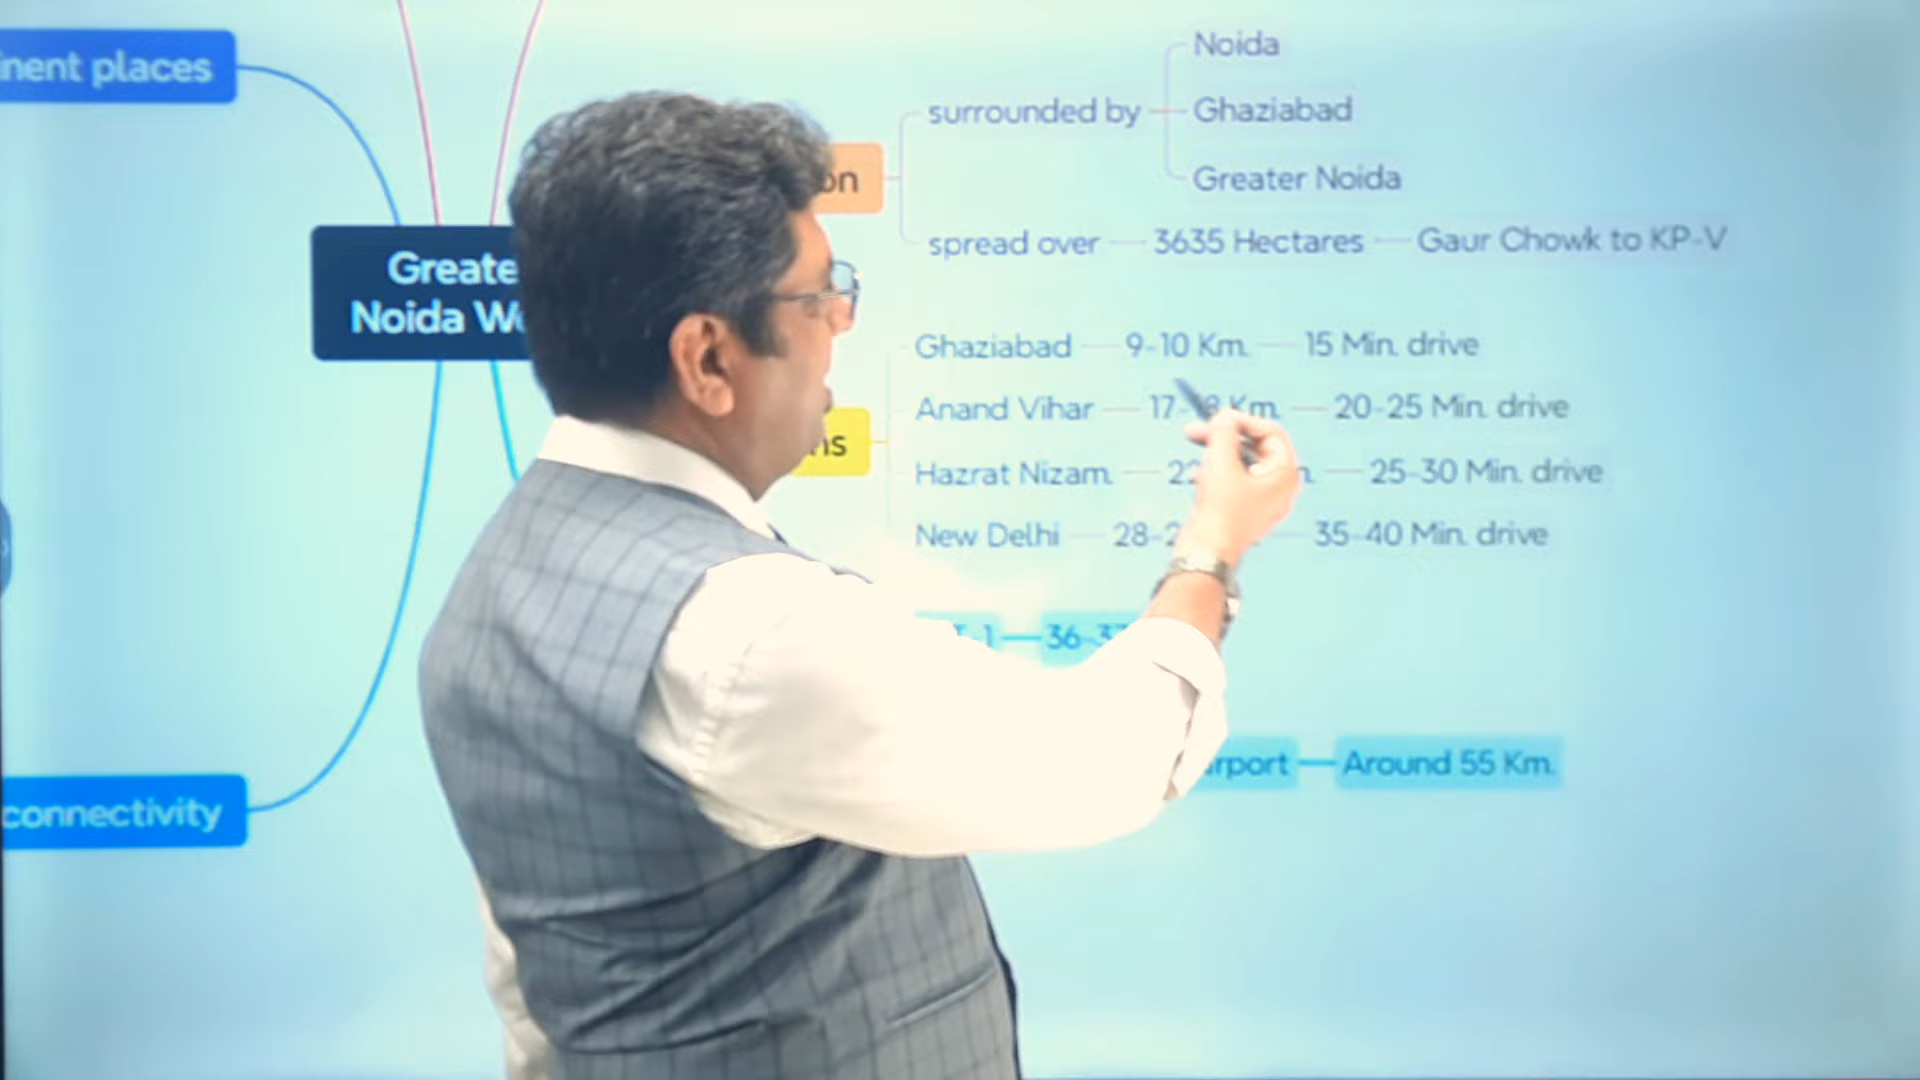 places
Noida
surrounded by
Ghaziabad
Greater Noida
spread over 3635 Hectares Gaur Chowk to KP-V
Noida
Ghaziabad 9-10 Km. 15 Min. drive
Anand Vihar Km. 20-25 Min. drive
Hazrat Nizam. 25-30 Min. drive
New Delhi 35-40 Min. drive
Around 55 Km.
connectivity